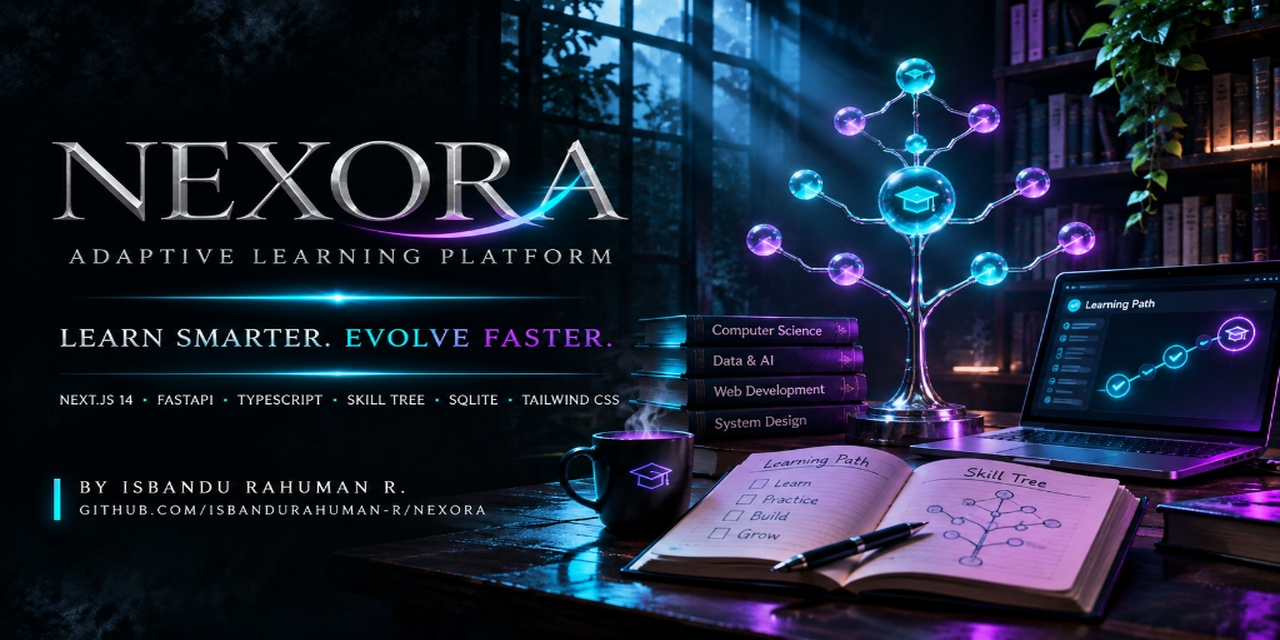 NEXORA
ADAPTIVE LEARNING PLATFORM
LEARN SMARTER. EVOLVE FASTER.
NEXT.JS 14 • FASTAPI • TYPESCRIPT • SKILL TREE • SQLITE • TAILWIND CSS
BY ISBANDU RAHUMAN R.
GITHUB.COM/ISBANDURAHUMAN-R/NEXORA
Computer Science
Data & AI
Web Development
System Design
Learning Path
Learning Path
Learn
Practice
Build
Grow
Skill Tree